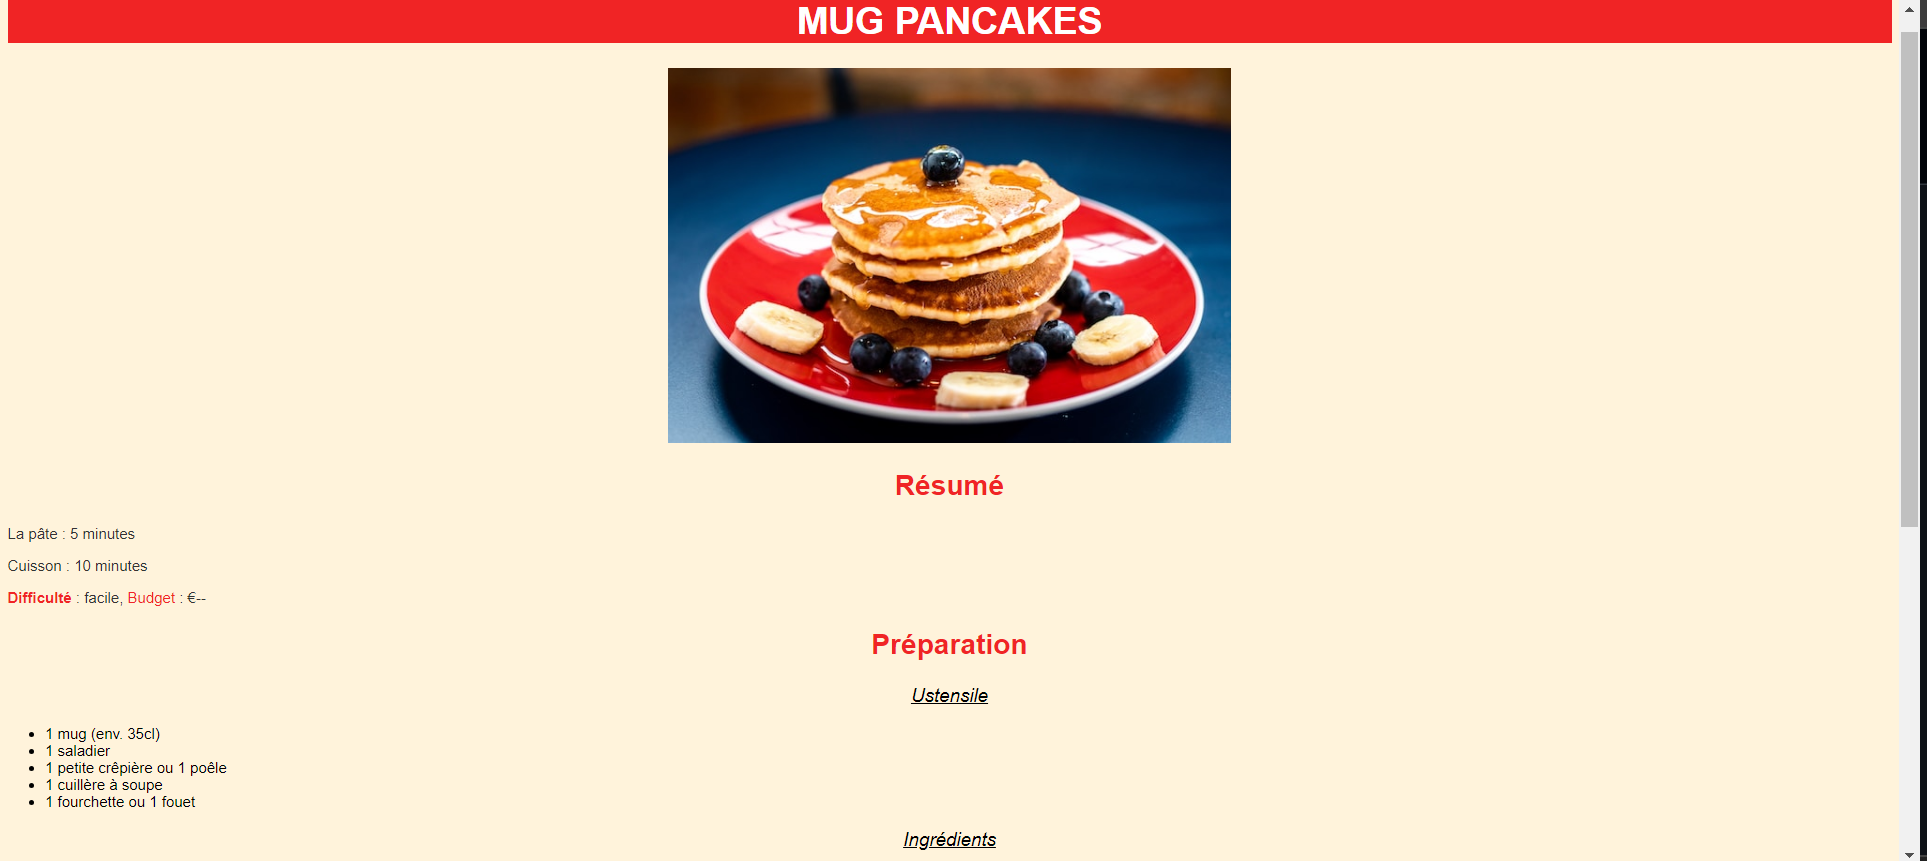 MUG PANCAKES
Résumé
La pâte : 5 minutes
Cuisson : 10 minutes
Difficulté : facile, Budget : €--
Préparation
Ustensile
1 mug (env. 35cl)
1 saladier
1 petite crêpière ou 1 poêle
1 cuillère à soupe
1 fourchette ou 1 fouet
Ingrédients